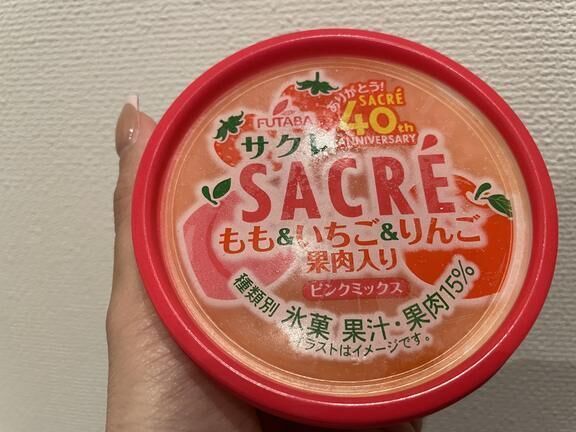 ありがとう!
SACRÉ
40th
ANNIVERSARY
FUTABA
サクレ
SACRÉ
もも&いちご&りんご
果肉入り
ピンクミックス
種類別 氷菓 果汁・果肉15%
イラストはイメージです。